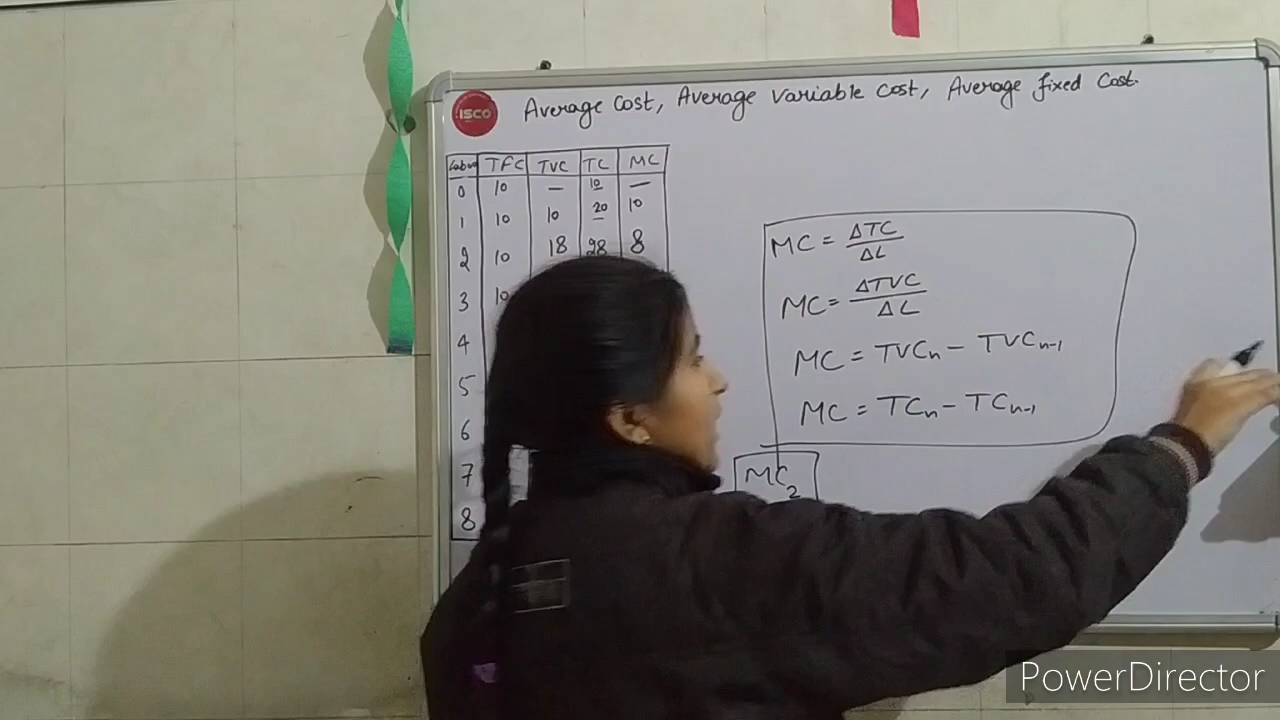 ISCO Average Cost, Average Variable Cost, Average fixed Cost.
Labour TFC TVC TC MC
0 10 — 10 —
1 10 10 20 10
2 10 18 28 8
3 10
4
5
6
7
8
MC = ΔTC / ΔL
MC = ΔTVC / ΔL
MC = TVCn - TVCn-1
MC = TCn - TCn-1
MC2
PowerDirector